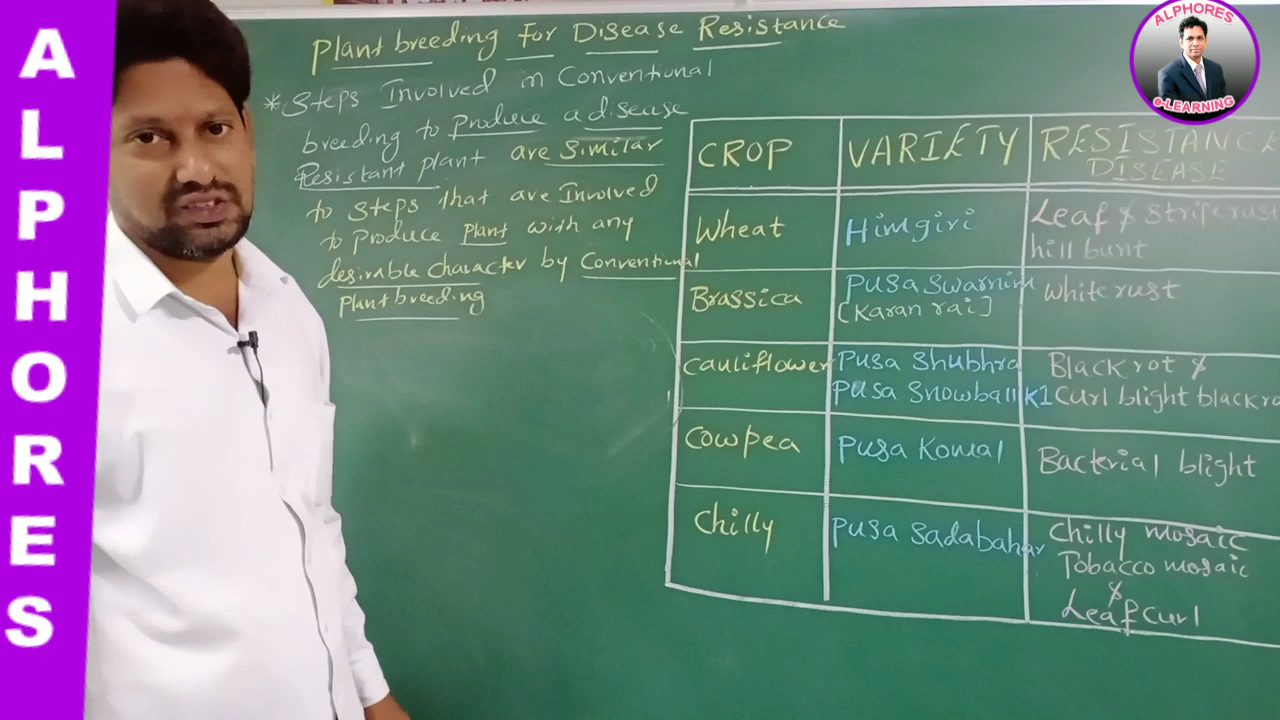 ALPHORES
ALPHORES
e-LEARNING
Plant breeding For Disease Resistance
* Steps Involved in Conventional
breeding to Produce a disease
Resistant plant are similar
to steps that are Involved
to produce plant with any
desirable character by Conventional
plant breeding
CROP VARIETY RESISTANCE DISEASE
Wheat Himgiri Leaf & stripe rust hill bunt
Brassica Pusa Swarnim [Karan rai] White rust
Cauliflower Pusa Shubhra Pusa Snowball K1 Black rot & Curl blight black ro
Cowpea Pusa Komal Bacterial blight
Chilly Pusa Sadabahar Chilly mosaic Tobacco mosaic & Leaf curl